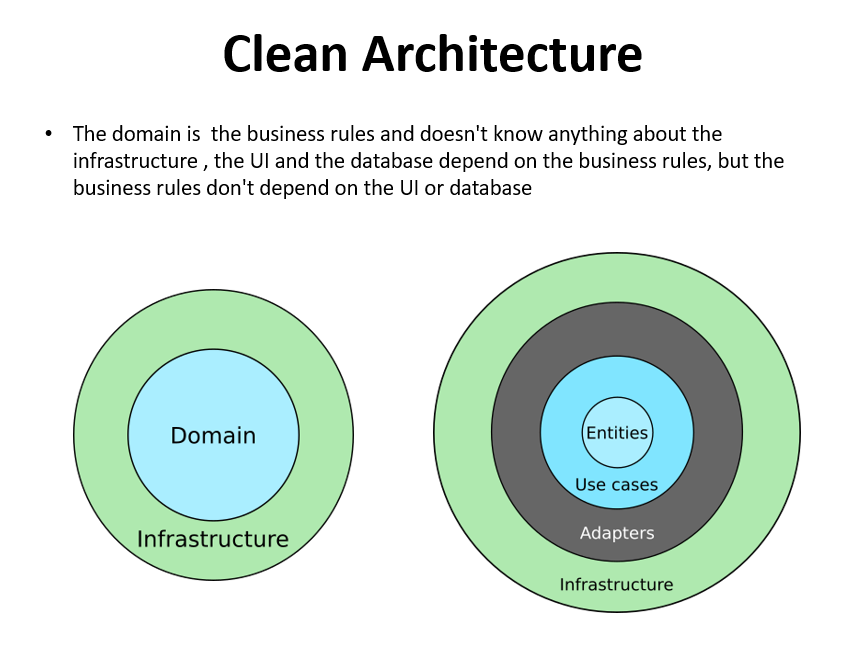 Clean Architecture
• The domain is  the business rules and doesn't know anything about the
infrastructure , the UI and the database depend on the business rules, but the
business rules don't depend on the UI or database
Domain
Infrastructure
Entities
Use cases
Adapters
Infrastructure